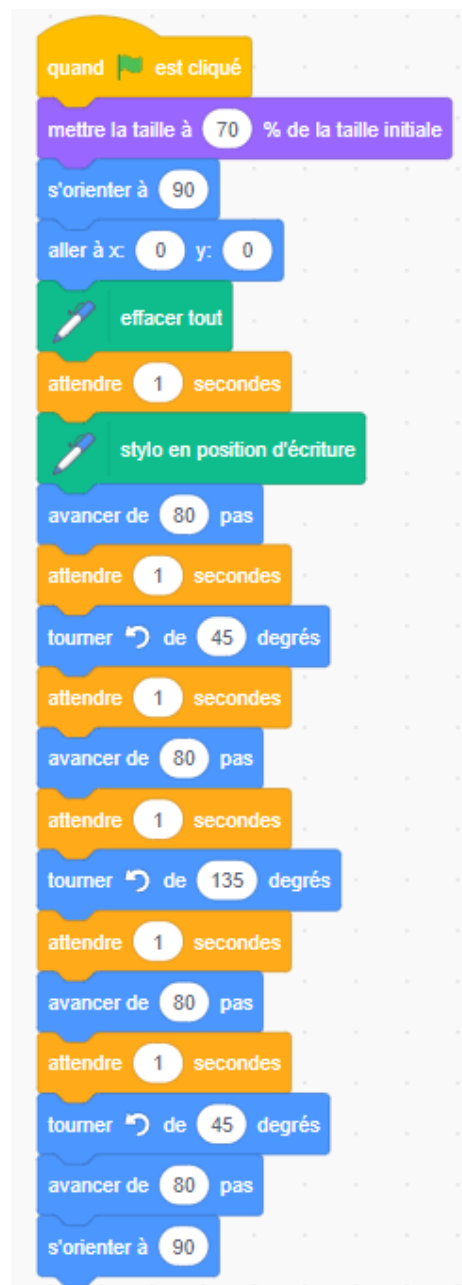 quand est cliqué
mettre la taille à 70 % de la taille initiale
s'orienter à 90
aller à x: 0 y: 0
effacer tout
attendre 1 secondes
stylo en position d'écriture
avancer de 80 pas
attendre 1 secondes
tourner de 45 degrés
attendre 1 secondes
avancer de 80 pas
attendre 1 secondes
tourner de 135 degrés
attendre 1 secondes
avancer de 80 pas
attendre 1 secondes
tourner de 45 degrés
avancer de 80 pas
s'orienter à 90